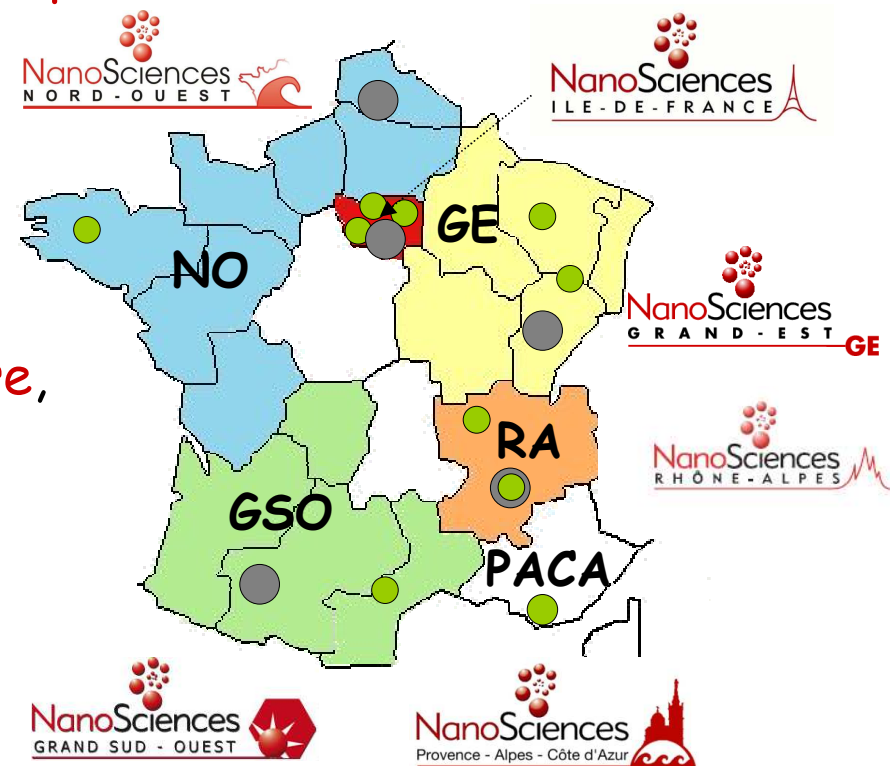 NanoSciences
NORD-OUEST
NanoSciences
ILE-DE-FRANCE
GE
NO
NanoSciences
GRAND-EST
GE
re,
RA
NanoSciences
RHÔNE-ALPES
GSO
PACA
NanoSciences
GRAND SUD - OUEST
NanoSciences
Provence - Alpes - Côte d'Azur